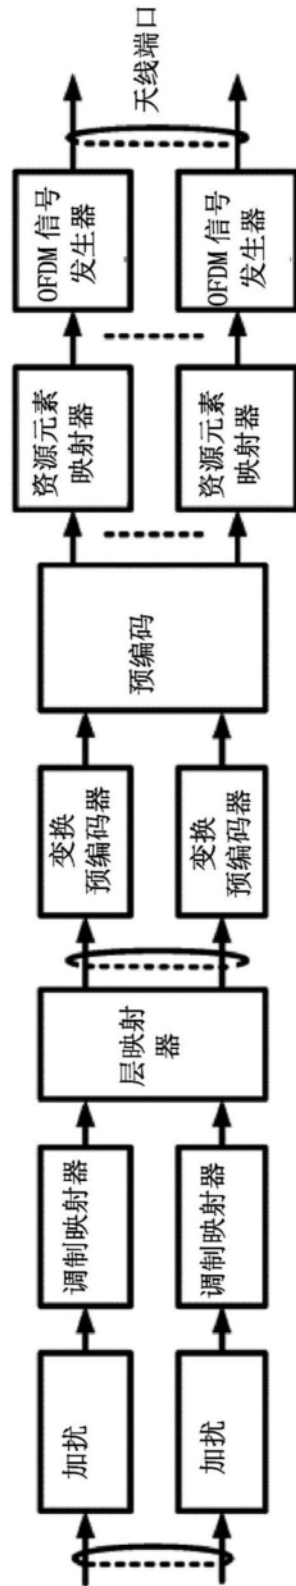 加扰
加扰
调制映射器
调制映射器
层映射
器
变换
预编码器
变换
预编码器
预编码
资源元素
映射器
资源元素
映射器
OFDM 信号
发生器
OFDM 信号
发生器
天线端口